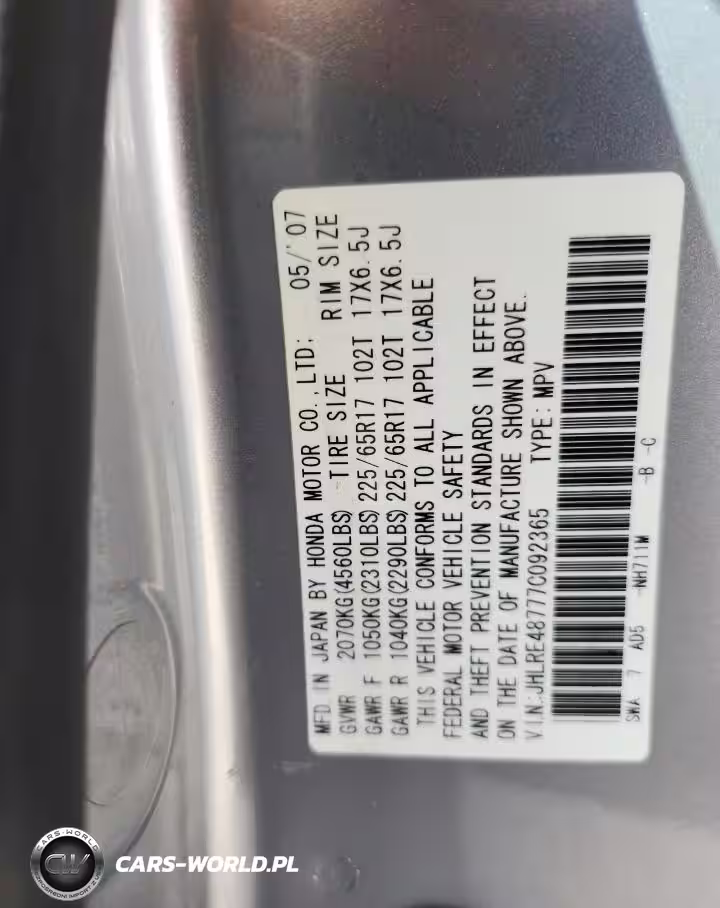 MFD IN JAPAN BY HONDA MOTOR CO.,LTD: 05/'07
GVWR 2070KG(4560LBS) TIRE SIZE RIM SIZE
GAWR F 1050KG(2310LBS)225/65R17 102T 17X6.5J
GAWR R 1040KG(2290LBS)225/65R17 102T 17X6.5J
THIS VEHICLE CONFORMS TO ALL APPLICABLE
FEDERAL MOTOR VEHICLE SAFETY
AND THEFT PREVENTION STANDARDS IN EFFECT
ON THE DATE OF MANUFACTURE SHOWN ABOVE.
V.I.N.:JHLRE48777C092365 TYPE: MPV
SWA 7 AD5 -NH711M -B -C
CARS-WORLD
CW
CARS-WORLD.PL